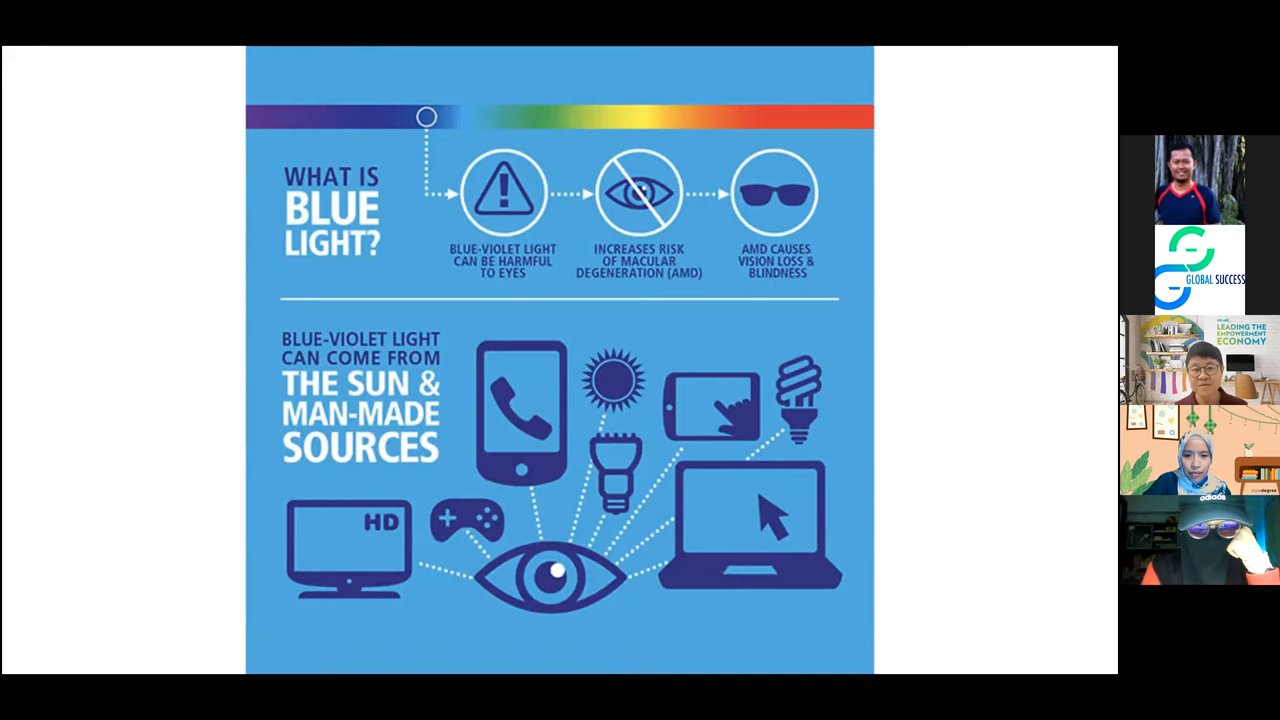 WHAT IS
BLUE
LIGHT?
BLUE-VIOLET LIGHT
CAN BE HARMFUL
TO EYES
INCREASES RISK
OF MACULAR
DEGENERATION (AMD)
AMD CAUSES
VISION LOSS &
BLINDNESS
BLUE-VIOLET LIGHT
CAN COME FROM
THE SUN &
MAN-MADE
SOURCES
HD
GLOBAL SUCCESS
LEADING THE
EMPOWERMENT
ECONOMY
adidas